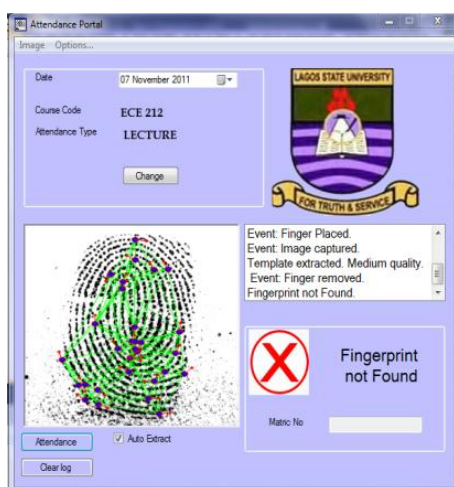 Attendance Portal
Image Options...
Date 07 November 2011
Course Code ECE 212
Attendance Type LECTURE
Change
LAGOS STATE UNIVERSITY
FOR TRUTH & SERVICE
Event: Finger Placed.
Event: Image captured.
Template extracted. Medium quality.
Event: Finger removed.
Fingerprint not Found.
X
Fingerprint
not Found
Matric No
Attendance Auto Extract
Clear log